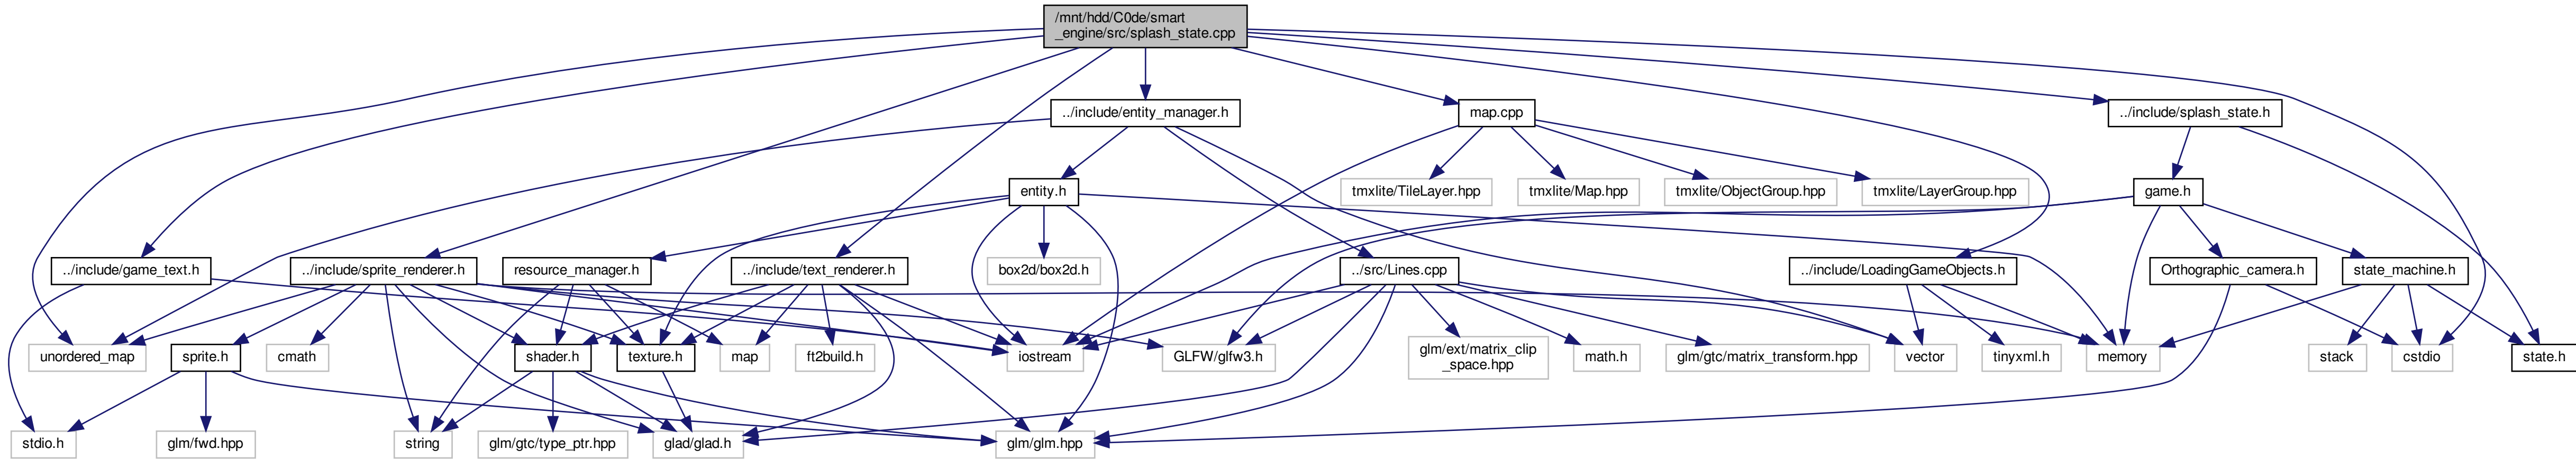 /mnt/hdd/C0de/smart
_engine/src/splash_state.cpp
../include/entity_manager.h
map.cpp
../include/splash_state.h
entity.h
tmxlite/TileLayer.hpp
tmxlite/Map.hpp
tmxlite/ObjectGroup.hpp
tmxlite/LayerGroup.hpp
game.h
../include/game_text.h
../include/sprite_renderer.h
resource_manager.h
../include/text_renderer.h
box2d/box2d.h
../src/Lines.cpp
../include/LoadingGameObjects.h
Orthographic_camera.h
state_machine.h
unordered_map
sprite.h
cmath
shader.h
texture.h
map
ft2build.h
iostream
GLFW/glfw3.h
glm/ext/matrix_clip
_space.hpp
math.h
glm/gtc/matrix_transform.hpp
vector
tinyxml.h
memory
stack
cstdio
state.h
stdio.h
glm/fwd.hpp
string
glm/gtc/type_ptr.hpp
glad/glad.h
glm/glm.hpp